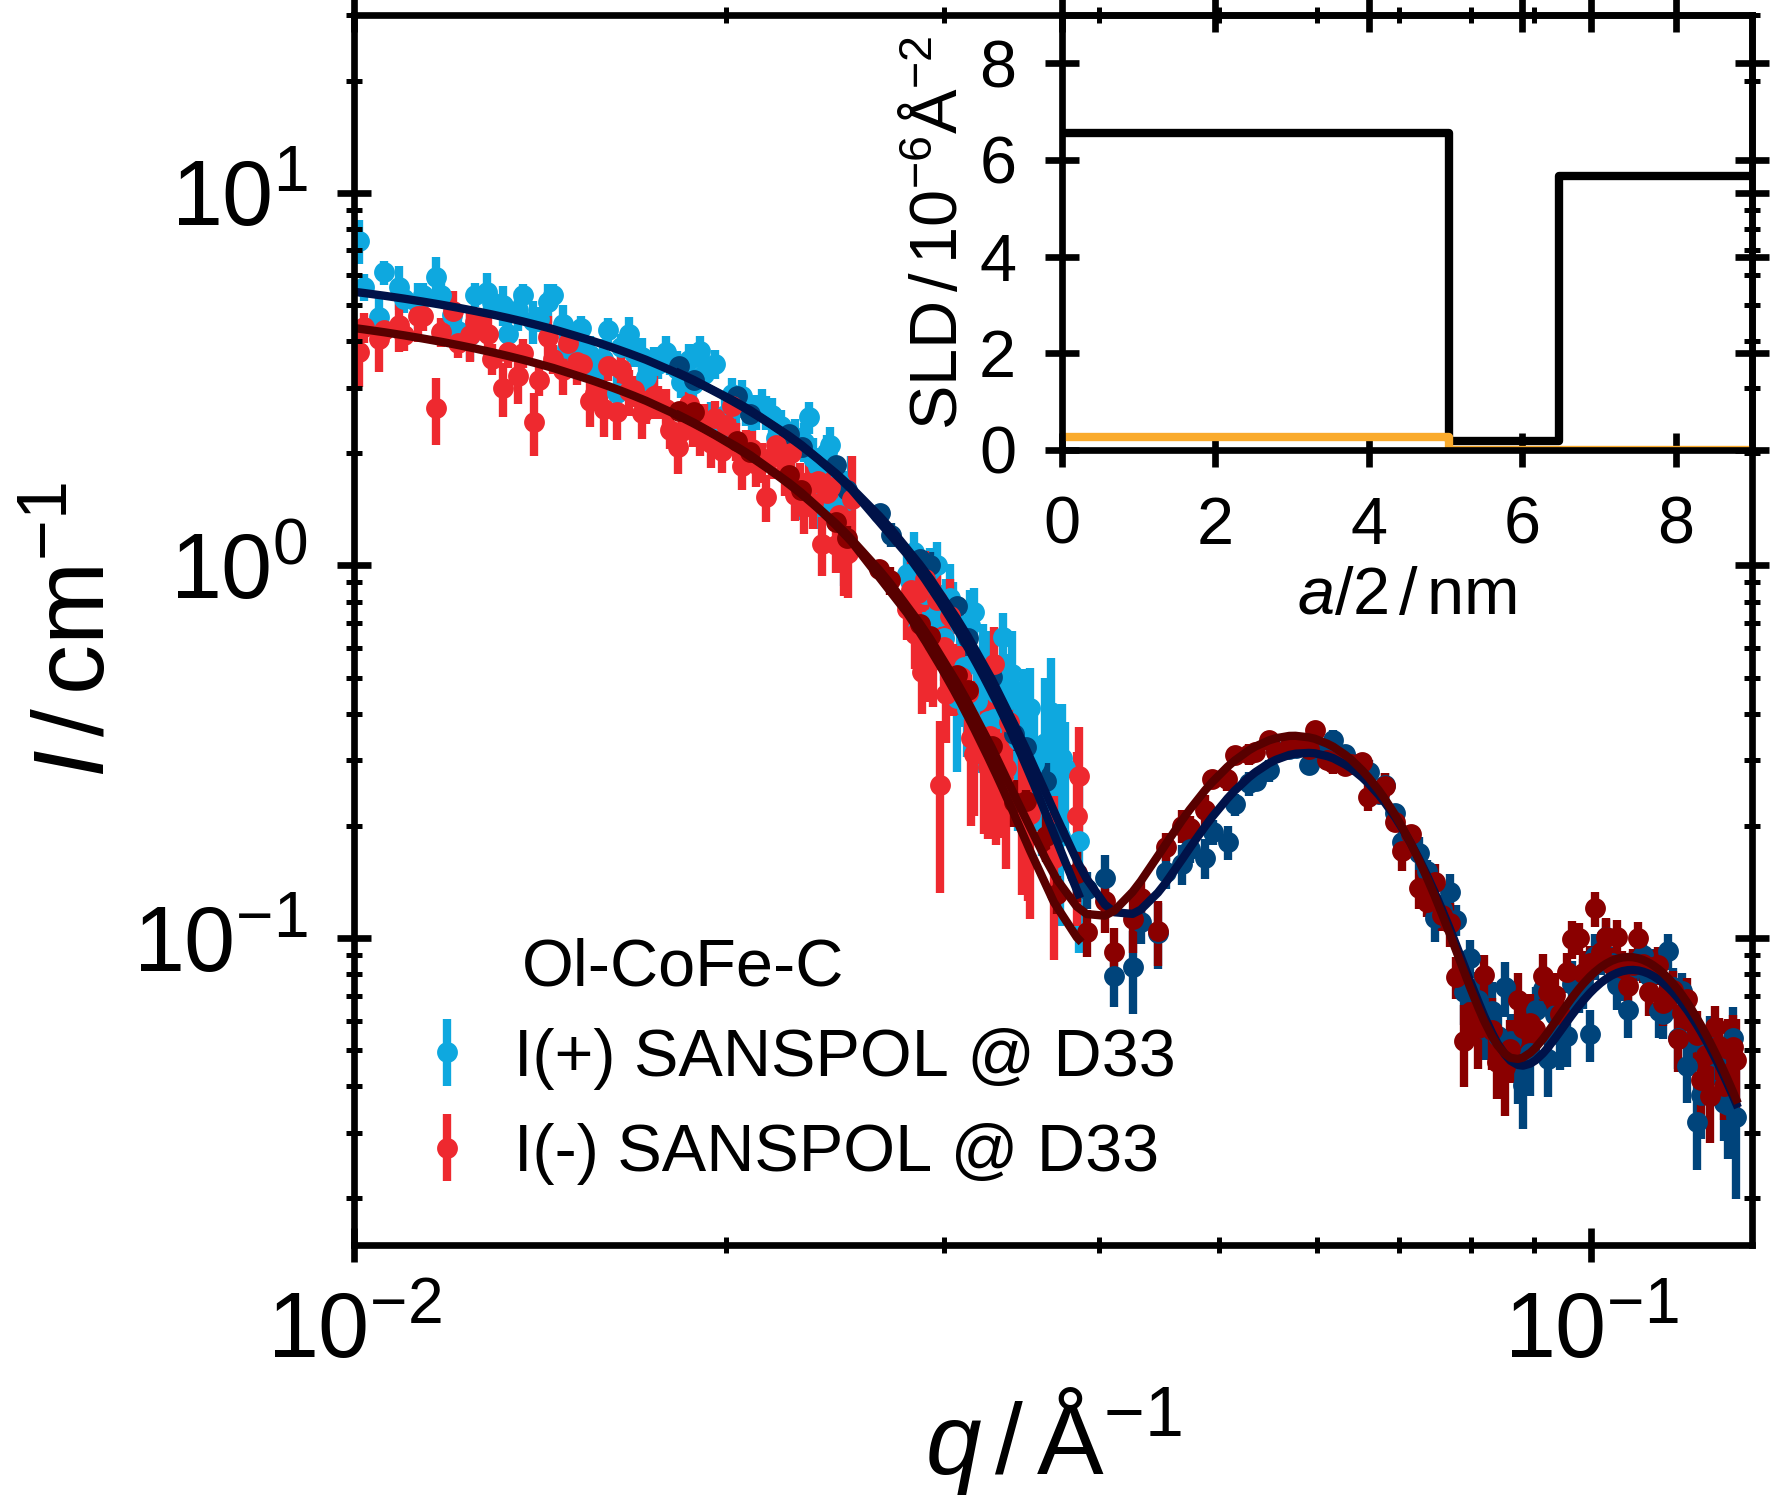 10¹
10⁰
10⁻¹
I / cm⁻¹
SLD / 10⁻⁶ Å⁻²
8
6
4
2
0
0 2 4 6 8
a/2 / nm
Ol-CoFe-C
I(+) SANSPOL @ D33
I(-) SANSPOL @ D33
10⁻² 10⁻¹
q / Å⁻¹